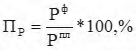 П_Р = Р^ф / Р^пл * 100,%